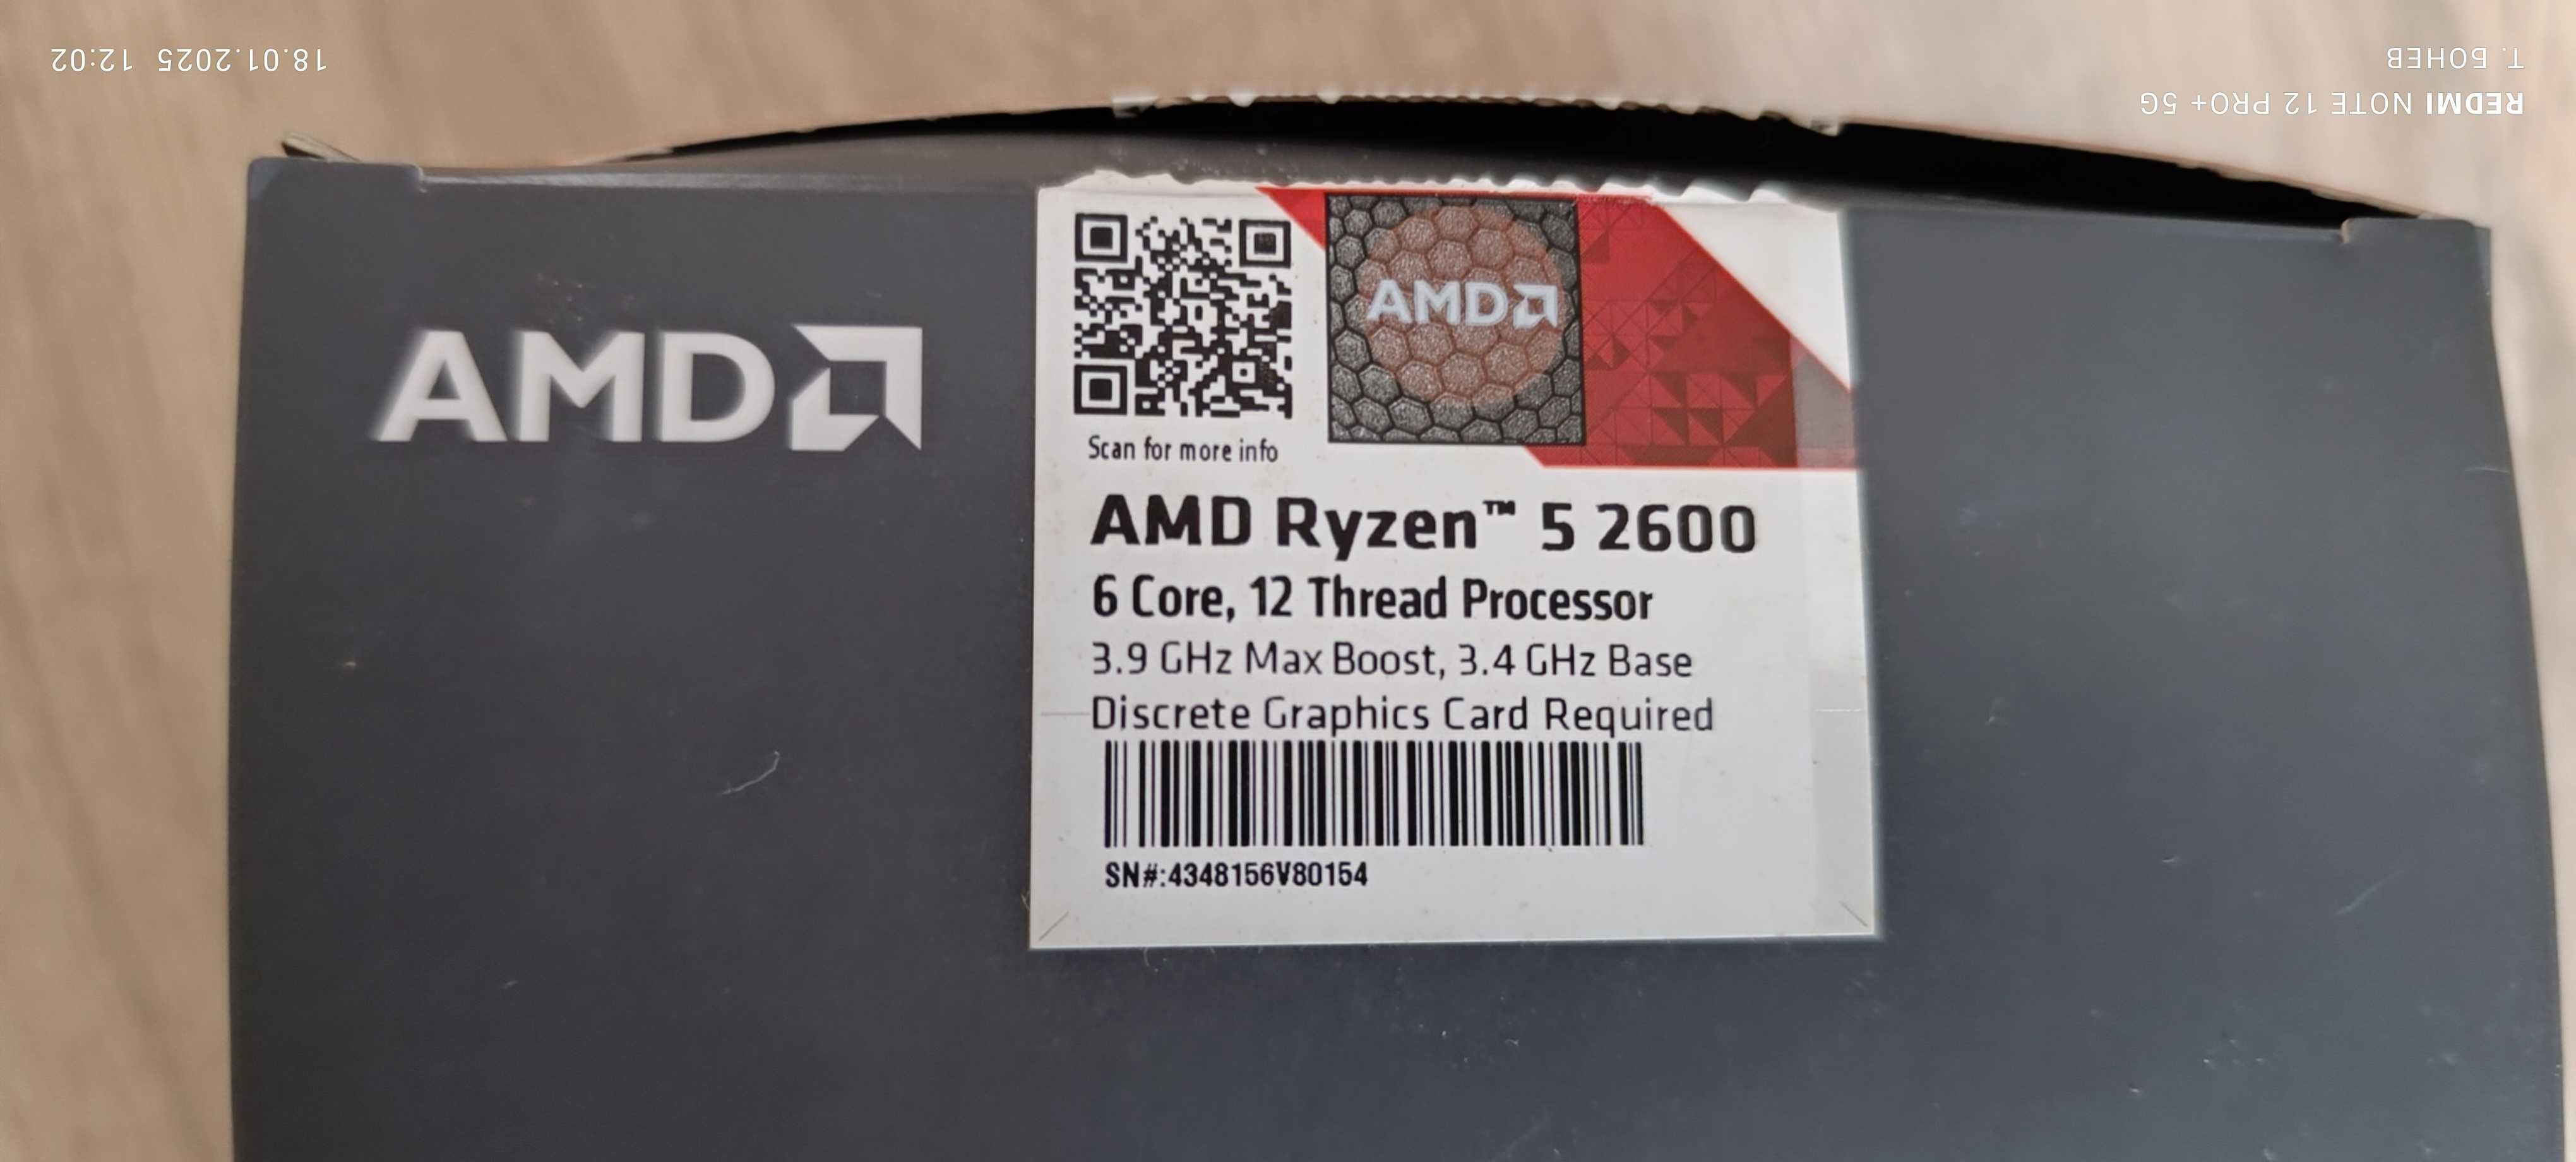 18.01.2025 12:02
Т. БОНЕВ
REDMI NOTE 12 PRO+ 5G
AMD
AMD
Scan for more info
AMD Ryzen™ 5 2600
6 Core, 12 Thread Processor
3.9 GHz Max Boost, 3.4 GHz Base
Discrete Graphics Card Required
SN#:4348156V80154